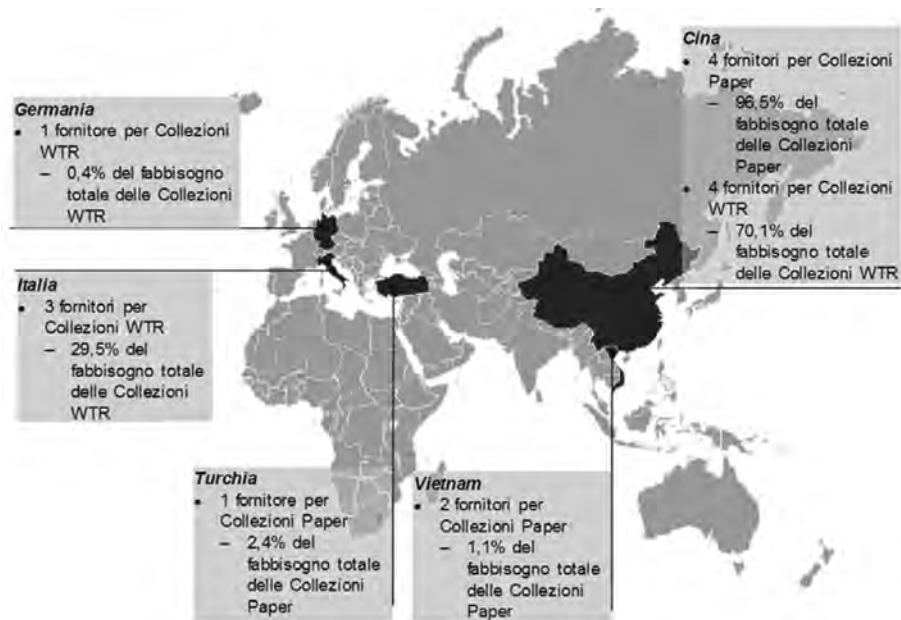 Germania
• 1 fornitore per Collezioni
WTR
– 0,4% del fabbisogno
totale delle Collezioni
WTR
Italia
• 3 fornitori per
Collezioni WTR
– 29,5% del
fabbisogno totale
delle Collezioni
WTR
Turchia
• 1 fornitore per
Collezioni Paper
– 2,4% del
fabbisogno totale
delle Collezioni
Paper
Vietnam
• 2 fornitori per
Collezioni Paper
– 1,1% del
fabbisogno totale
delle Collezioni
Paper
Cina
• 4 fornitori per Collezioni
Paper
– 96,5% del
fabbisogno totale
delle Collezioni
Paper
• 4 fornitori per Collezioni
WTR
– 70,1% del
fabbisogno totale
delle Collezioni WTR